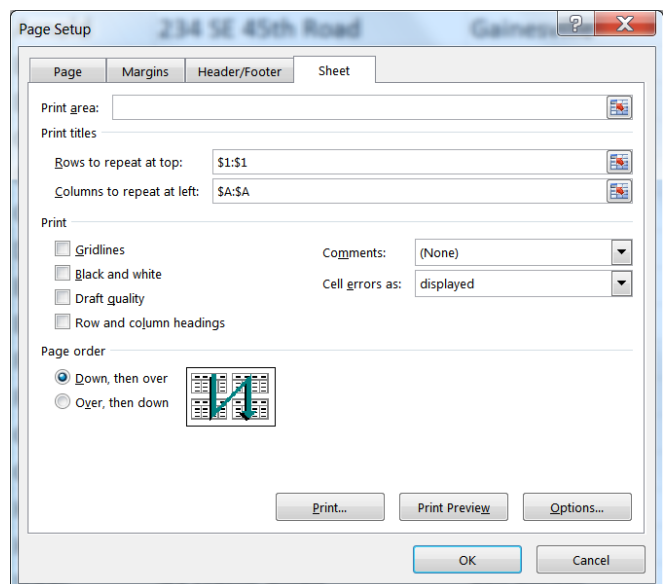 Page Setup 234 SE 45th Road
? X
Page Margins Header/Footer Sheet
Print area:
Print titles
Rows to repeat at top: $1:$1
Columns to repeat at left: $A:$A
Print
Gridlines
Comments: (None)
Black and white
Cell errors as: displayed
Draft quality
Row and column headings
Page order
Down, then over
Over, then down
Print... Print Preview Options...
OK Cancel